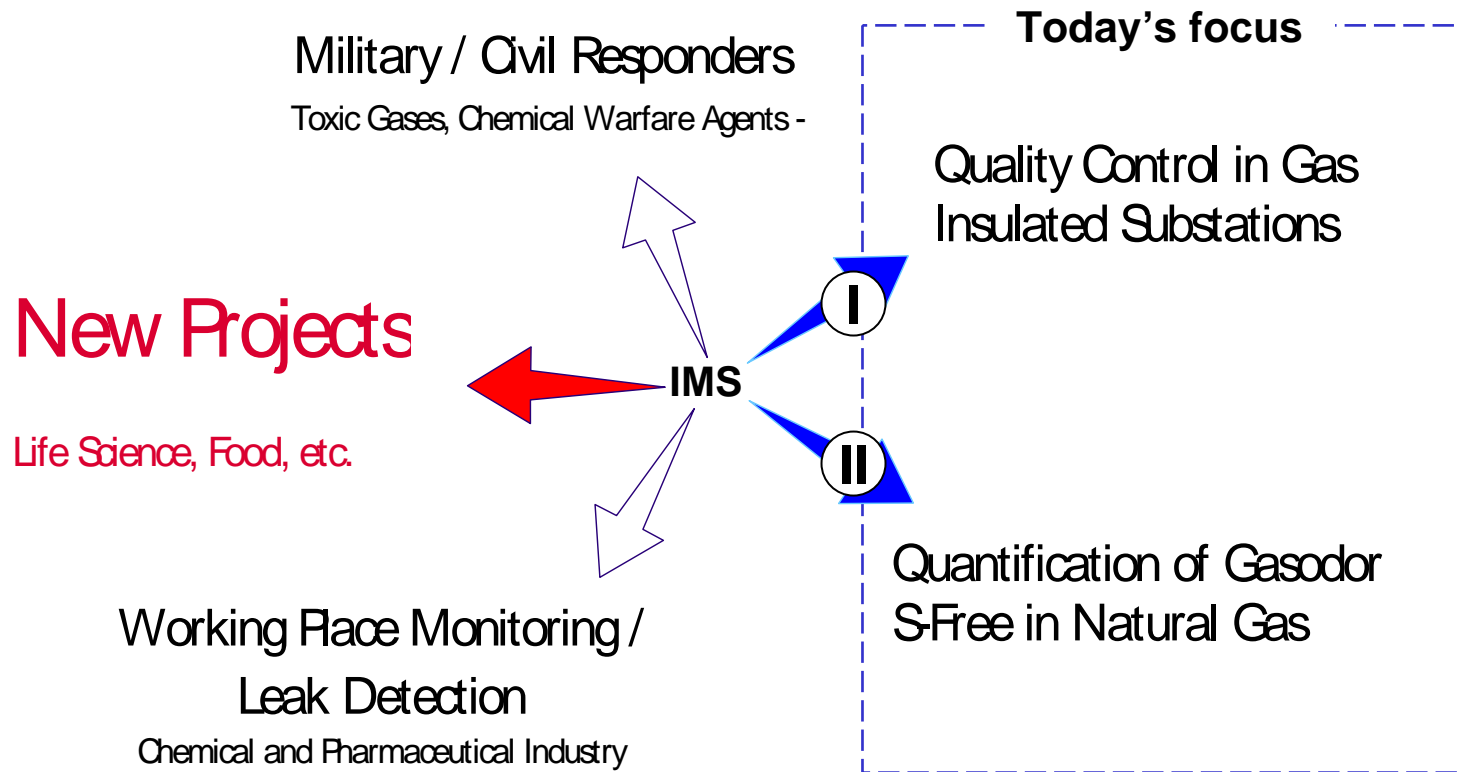 Today's focus
Military / Civil Responders
Toxic Gases, Chemical Warfare Agents -
Quality Control in Gas
Insulated Substations
I
New Projects
IMS
Life Science, Food, etc.
II
Quantification of Gasodor
S-Free in Natural Gas
Working Place Monitoring /
Leak Detection
Chemical and Pharmaceutical Industry